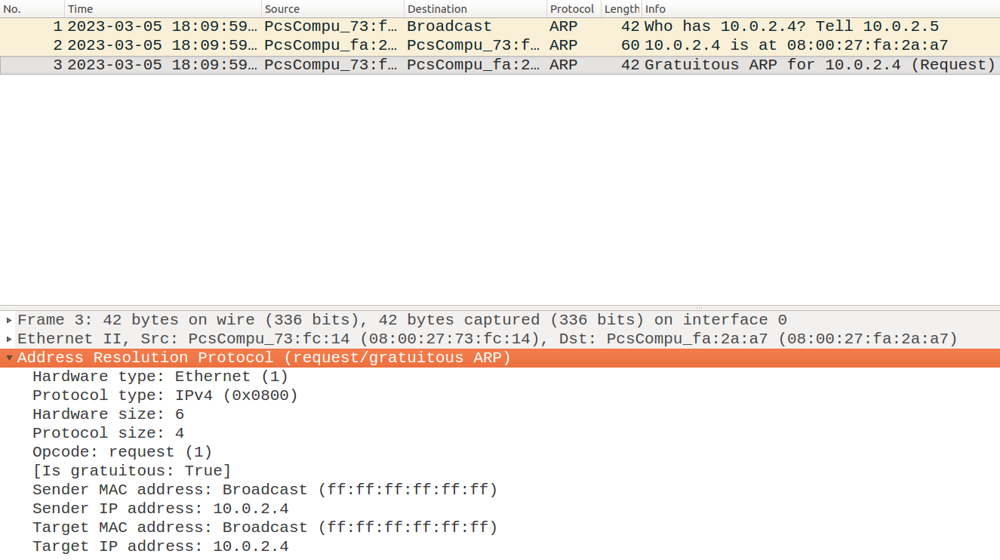 No. Time Source Destination Protocol Length Info
1 2023-03-05 18:09:59… PcsCompu_73:f… Broadcast ARP 42 Who has 10.0.2.4? Tell 10.0.2.5
2 2023-03-05 18:09:59… PcsCompu_fa:2… PcsCompu_73:f… ARP 60 10.0.2.4 is at 08:00:27:fa:2a:a7
3 2023-03-05 18:09:59… PcsCompu_73:f… PcsCompu_fa:2… ARP 42 Gratuitous ARP for 10.0.2.4 (Request)
Frame 3: 42 bytes on wire (336 bits), 42 bytes captured (336 bits) on interface 0
Ethernet II, Src: PcsCompu_73:fc:14 (08:00:27:73:fc:14), Dst: PcsCompu_fa:2a:a7 (08:00:27:fa:2a:a7)
Address Resolution Protocol (request/gratuitous ARP)
Hardware type: Ethernet (1)
Protocol type: IPv4 (0x0800)
Hardware size: 6
Protocol size: 4
Opcode: request (1)
[Is gratuitous: True]
Sender MAC address: Broadcast (ff:ff:ff:ff:ff:ff)
Sender IP address: 10.0.2.4
Target MAC address: Broadcast (ff:ff:ff:ff:ff:ff)
Target IP address: 10.0.2.4